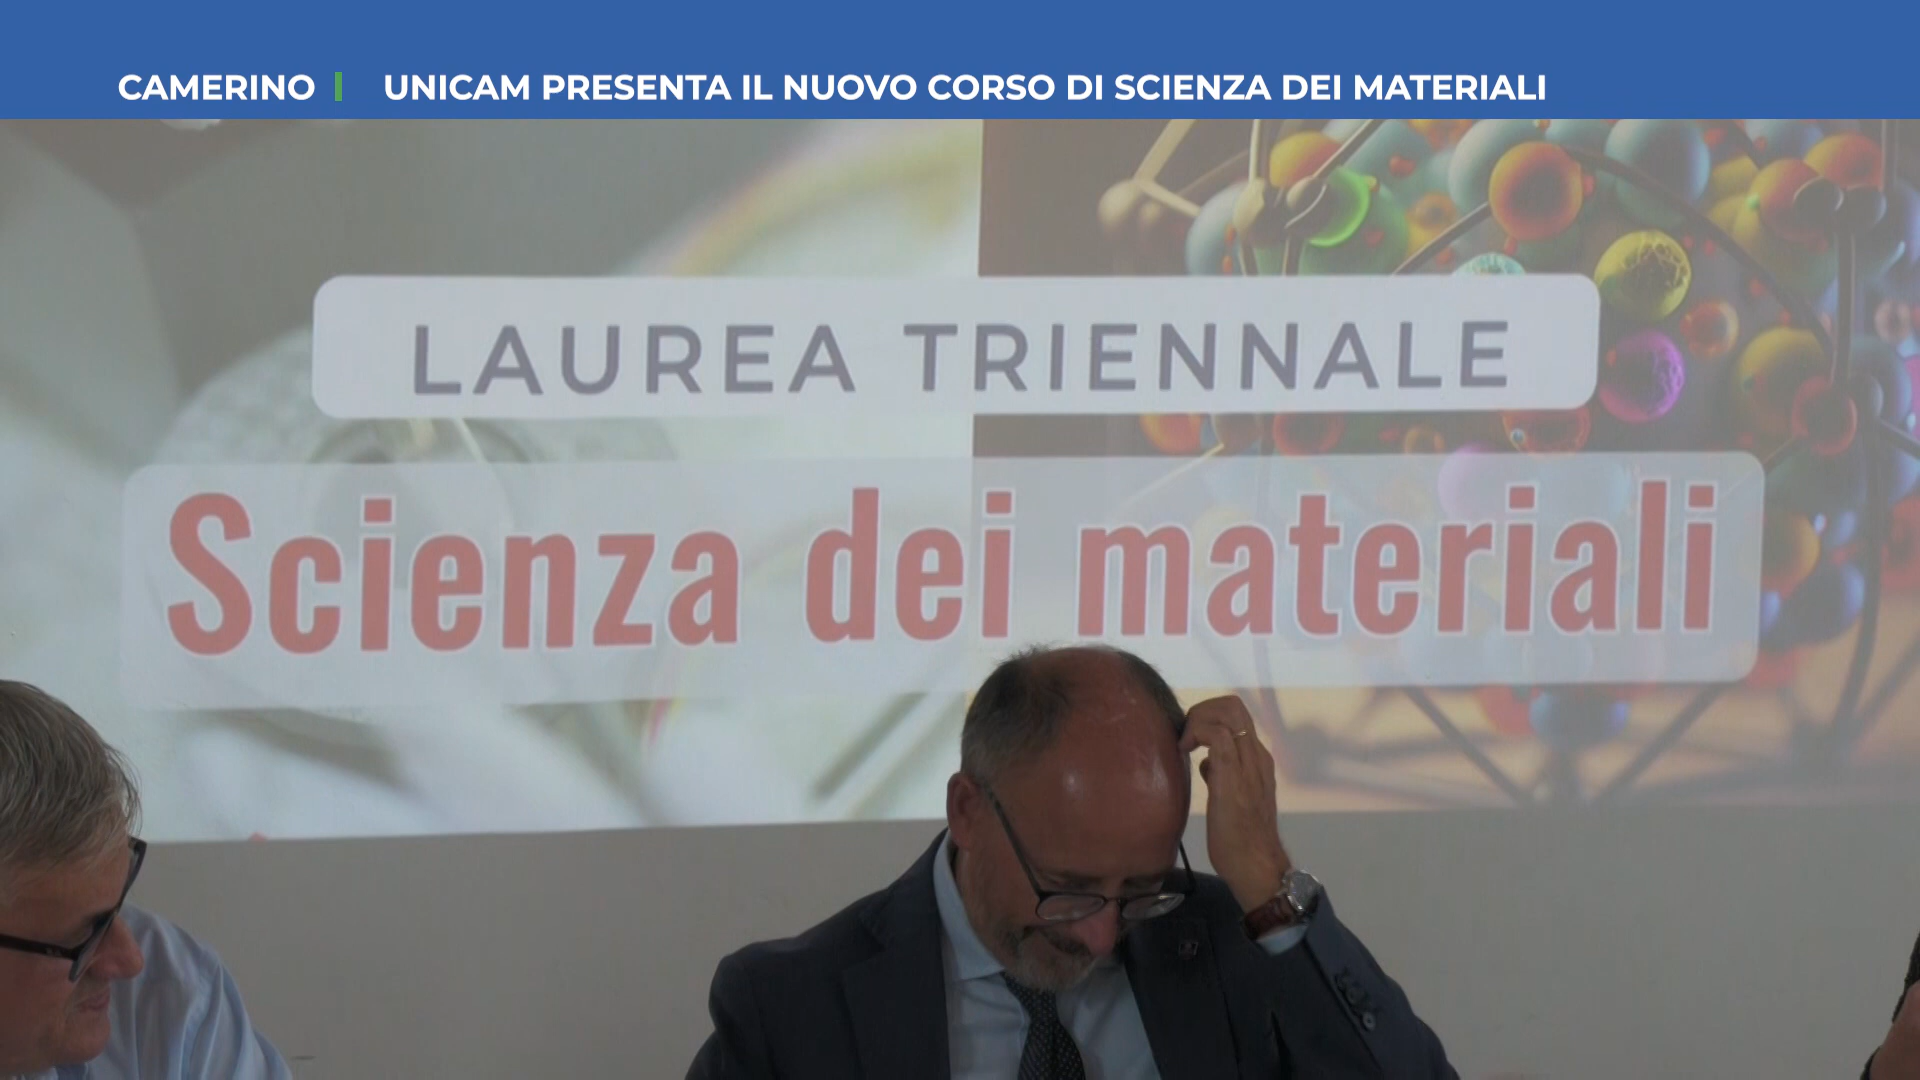 CAMERINO | UNICAM PRESENTA IL NUOVO CORSO DI SCIENZA DEI MATERIALI
LAUREA TRIENNALE
Scienza dei materiali